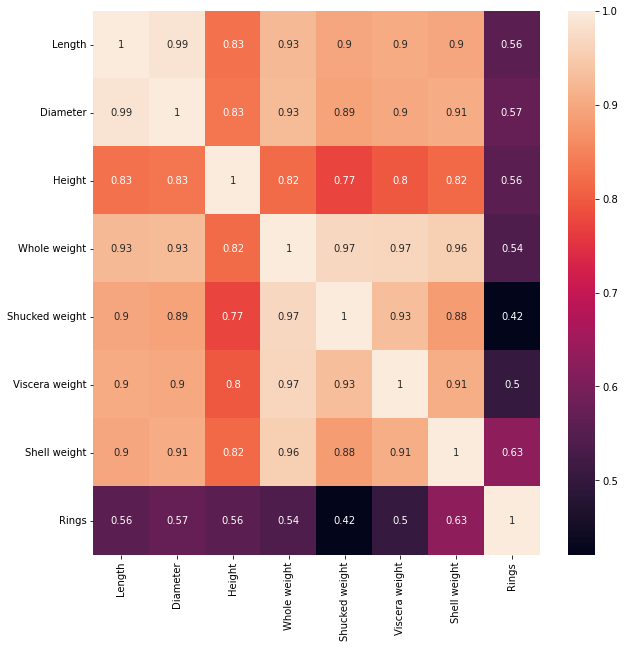 1.0
Length 1 0.99 0.83 0.93 0.9 0.9 0.9 0.56
0.9
Diameter 0.99 1 0.83 0.93 0.89 0.9 0.91 0.57
Height 0.83 0.83 1 0.82 0.77 0.8 0.82 0.56
0.8
Whole weight 0.93 0.93 0.82 1 0.97 0.97 0.96 0.54
0.7
Shucked weight 0.9 0.89 0.77 0.97 1 0.93 0.88 0.42
Viscera weight 0.9 0.9 0.8 0.97 0.93 1 0.91 0.5
0.6
Shell weight 0.9 0.91 0.82 0.96 0.88 0.91 1 0.63
0.5
Rings 0.56 0.57 0.56 0.54 0.42 0.5 0.63 1
Length
Diameter
Height
Whole weight
Shucked weight
Viscera weight
Shell weight
Rings